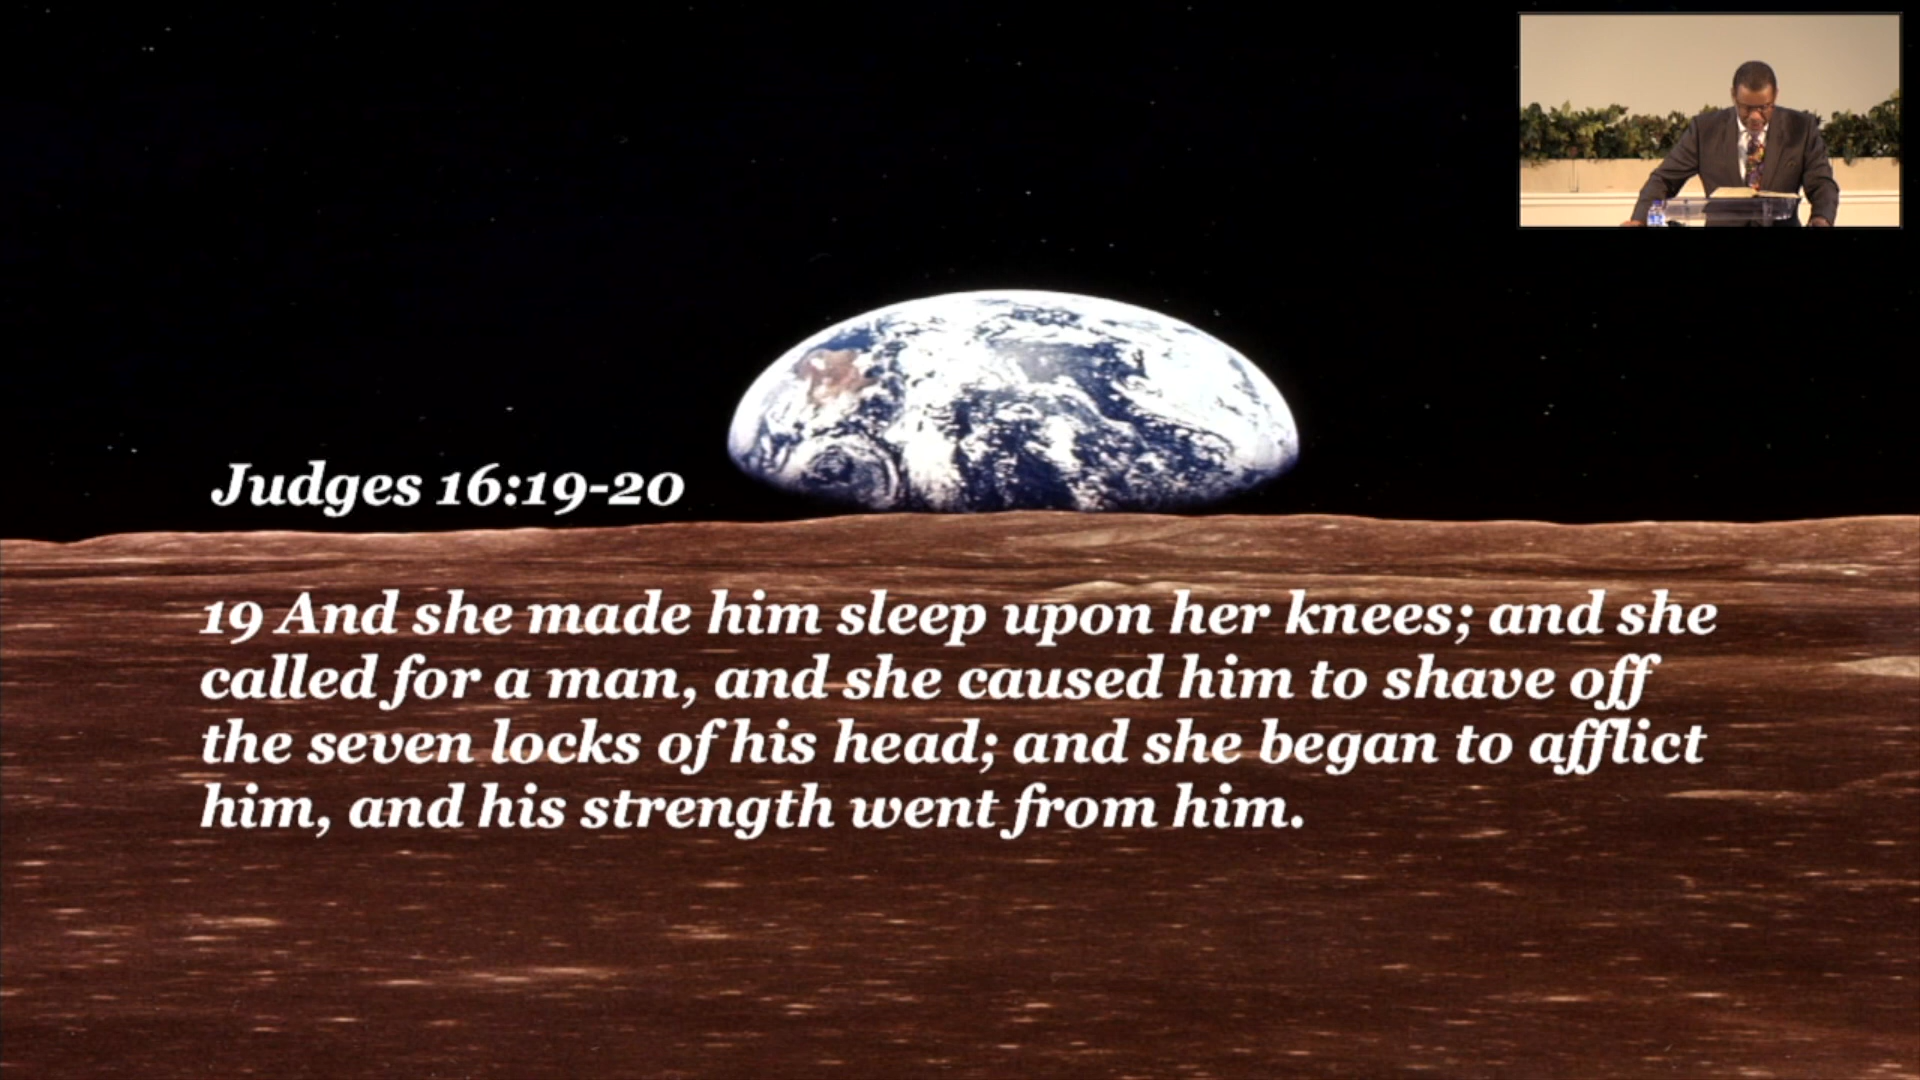 Judges 16:19-20
19 And she made him sleep upon her knees; and she
called for a man, and she caused him to shave off
the seven locks of his head; and she began to afflict
him, and his strength went from him.